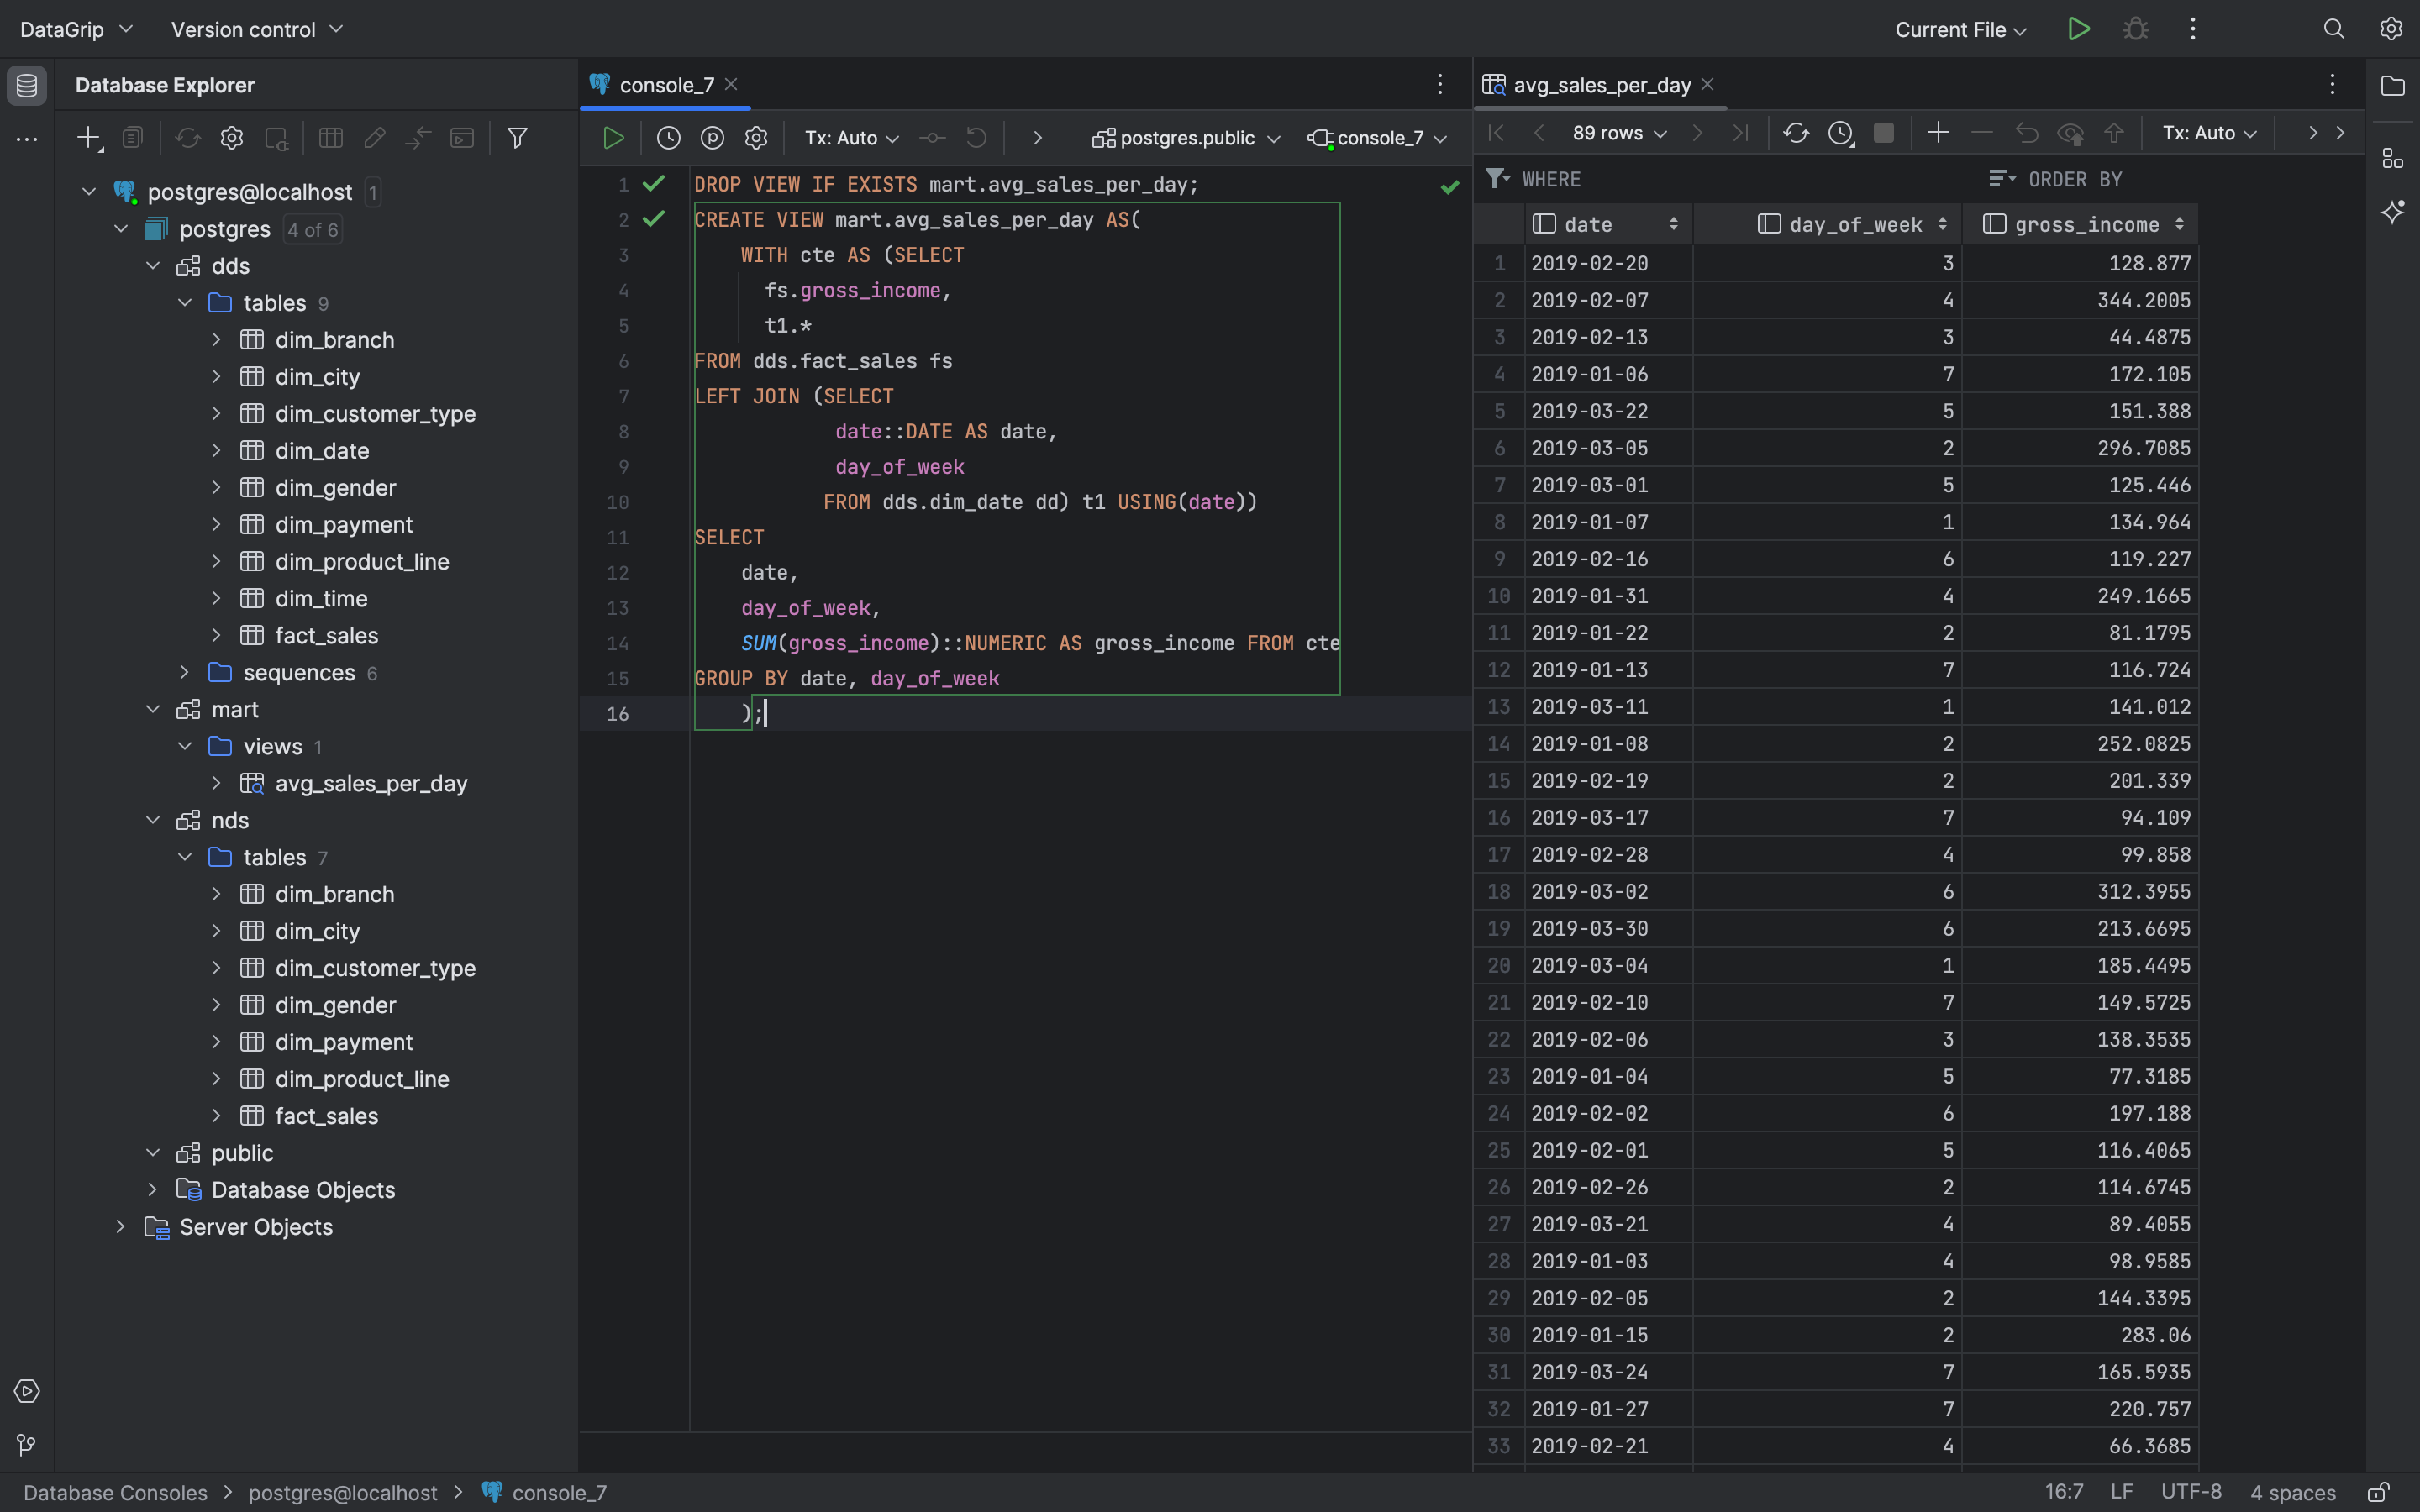 DataGrip Version control Current File
Database Explorer
postgres@localhost 1
postgres 4 of 6
dds
tables 9
dim_branch
dim_city
dim_customer_type
dim_date
dim_gender
dim_payment
dim_product_line
dim_time
fact_sales
sequences 6
mart
views 1
avg_sales_per_day
nds
tables 7
dim_branch
dim_city
dim_customer_type
dim_gender
dim_payment
dim_product_line
fact_sales
public
Database Objects
Server Objects
console_7
Tx: Auto postgres.public console_7
1 DROP VIEW IF EXISTS mart.avg_sales_per_day;
2 CREATE VIEW mart.avg_sales_per_day AS(
3 WITH cte AS (SELECT
4 fs.gross_income,
5 t1.*
6 FROM dds.fact_sales fs
7 LEFT JOIN (SELECT
8 date::DATE AS date,
9 day_of_week
10 FROM dds.dim_date dd) t1 USING(date))
11 SELECT
12 date,
13 day_of_week,
14 SUM(gross_income)::NUMERIC AS gross_income FROM cte
15 GROUP BY date, day_of_week
16 );
avg_sales_per_day
89 rows Tx: Auto
WHERE ORDER BY
date day_of_week gross_income
1 2019-02-20 3 128.877
2 2019-02-07 4 344.2005
3 2019-02-13 3 44.4875
4 2019-01-06 7 172.105
5 2019-03-22 5 151.388
6 2019-03-05 2 296.7085
7 2019-03-01 5 125.446
8 2019-01-07 1 134.964
9 2019-02-16 6 119.227
10 2019-01-31 4 249.1665
11 2019-01-22 2 81.1795
12 2019-01-13 7 116.724
13 2019-03-11 1 141.012
14 2019-01-08 2 252.0825
15 2019-02-19 2 201.339
16 2019-03-17 7 94.109
17 2019-02-28 4 99.858
18 2019-03-02 6 312.3955
19 2019-03-30 6 213.6695
20 2019-03-04 1 185.4495
21 2019-02-10 7 149.5725
22 2019-02-06 3 138.3535
23 2019-01-04 5 77.3185
24 2019-02-02 6 197.188
25 2019-02-01 5 116.4065
26 2019-02-26 2 114.6745
27 2019-03-21 4 89.4055
28 2019-01-03 4 98.9585
29 2019-02-05 2 144.3395
30 2019-01-15 2 283.06
31 2019-03-24 7 165.5935
32 2019-01-27 7 220.757
33 2019-02-21 4 66.3685
Database Consoles > postgres@localhost > console_7 16:7 LF UTF-8 4 spaces